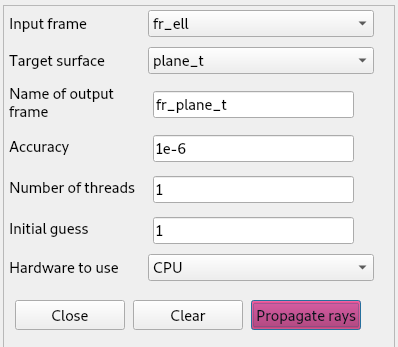 Input frame fr_ell
Target surface plane_t
Name of output
frame fr_plane_t
Accuracy 1e-6
Number of threads 1
Initial guess 1
Hardware to use CPU
Close Clear Propagate rays